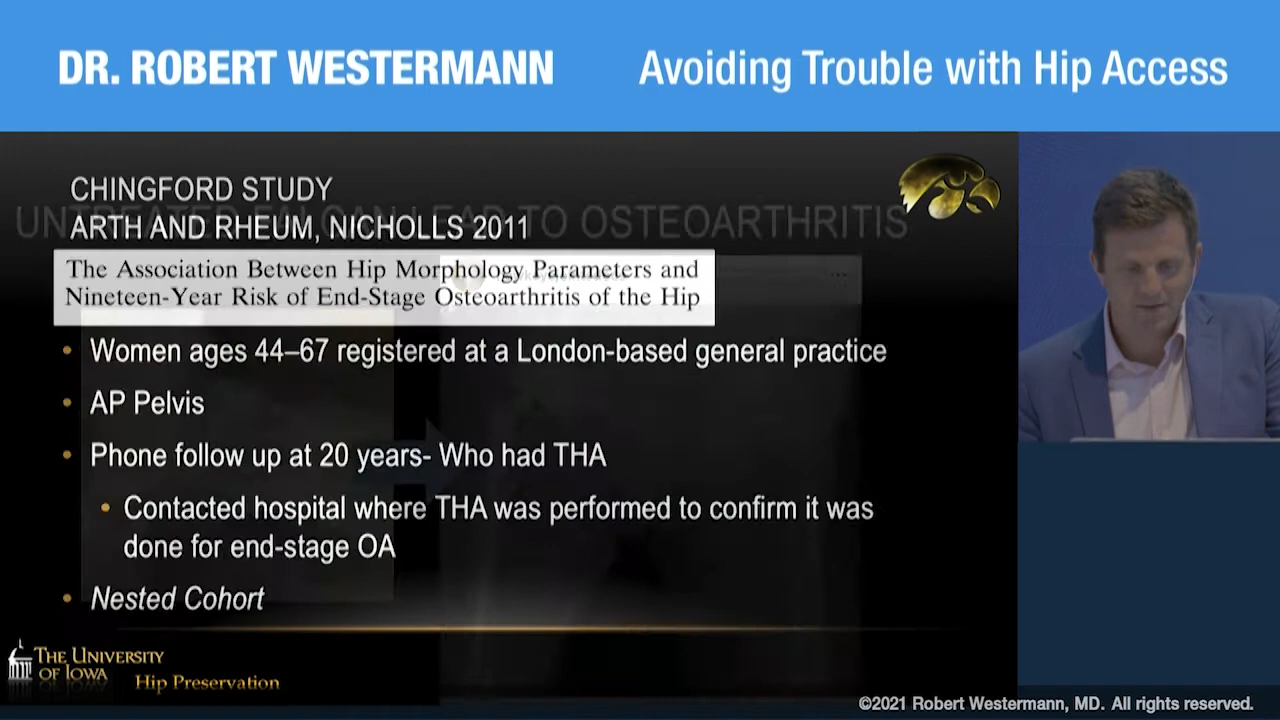 DR. ROBERT WESTERMANN
Avoiding Trouble with Hip Access
CHINGFORD STUDY
ARTH AND RHEUM, NICHOLLS 2011
TO OSTEOARTHRITIS
The Association Between Hip Morphology Parameters and
Nineteen-Year Risk of End-Stage Osteoarthritis of the Hip
• Women ages 44–67 registered at a London-based general practice
• AP Pelvis
• Phone follow up at 20 years- Who had THA
• Contacted hospital where THA was performed to confirm it was
done for end-stage OA
• Nested Cohort
THE UNIVERSITY
OF IOWA
Hip Preservation
©2021 Robert Westermann, MD. All rights reserved.